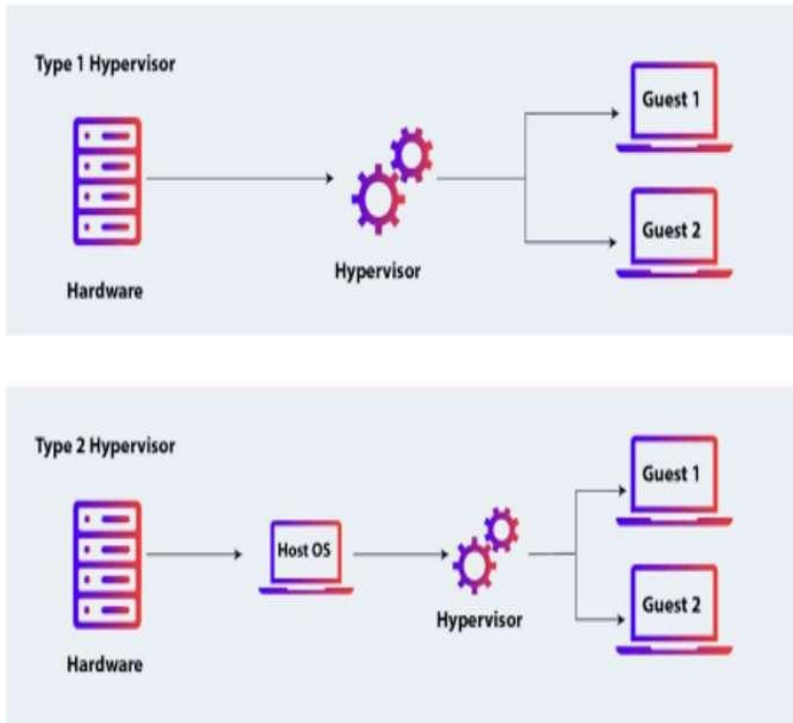 Type 1 Hypervisor
Guest 1
Guest 2
Hypervisor
Hardware
Type 2 Hypervisor
Guest 1
Host OS
Guest 2
Hypervisor
Hardware